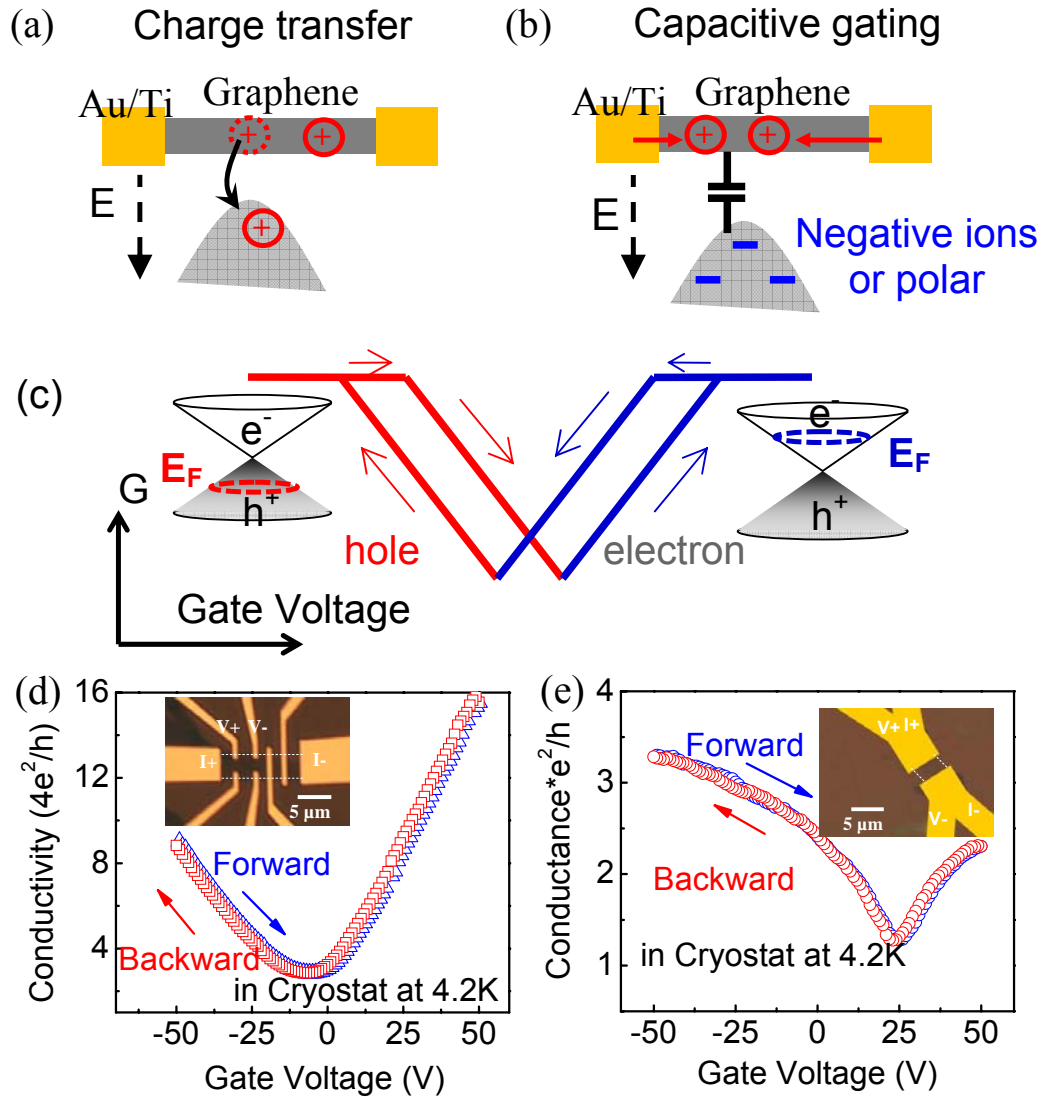 (a) Charge transfer
Au/Ti Graphene
+ +
E
+
(b) Capacitive gating
Au/Ti Graphene
+ +
E
Negative ions
or polar
(c)
e-
EF
h+
G
hole
Gate Voltage
electron
e-
EF
h+
(d)
Conductivity (4e²/h)
16
12
8
4
V+ V-
I+ I-
5 µm
Forward
Backward
in Cryostat at 4.2K
-50 -25 0 25 50
Gate Voltage (V)
(e)
Conductance*e²/h
4
3
2
1
V+ I+
5 µm
V- I-
Forward
Backward
in Cryostat at 4.2K
-50 -25 0 25 50
Gate Voltage (V)